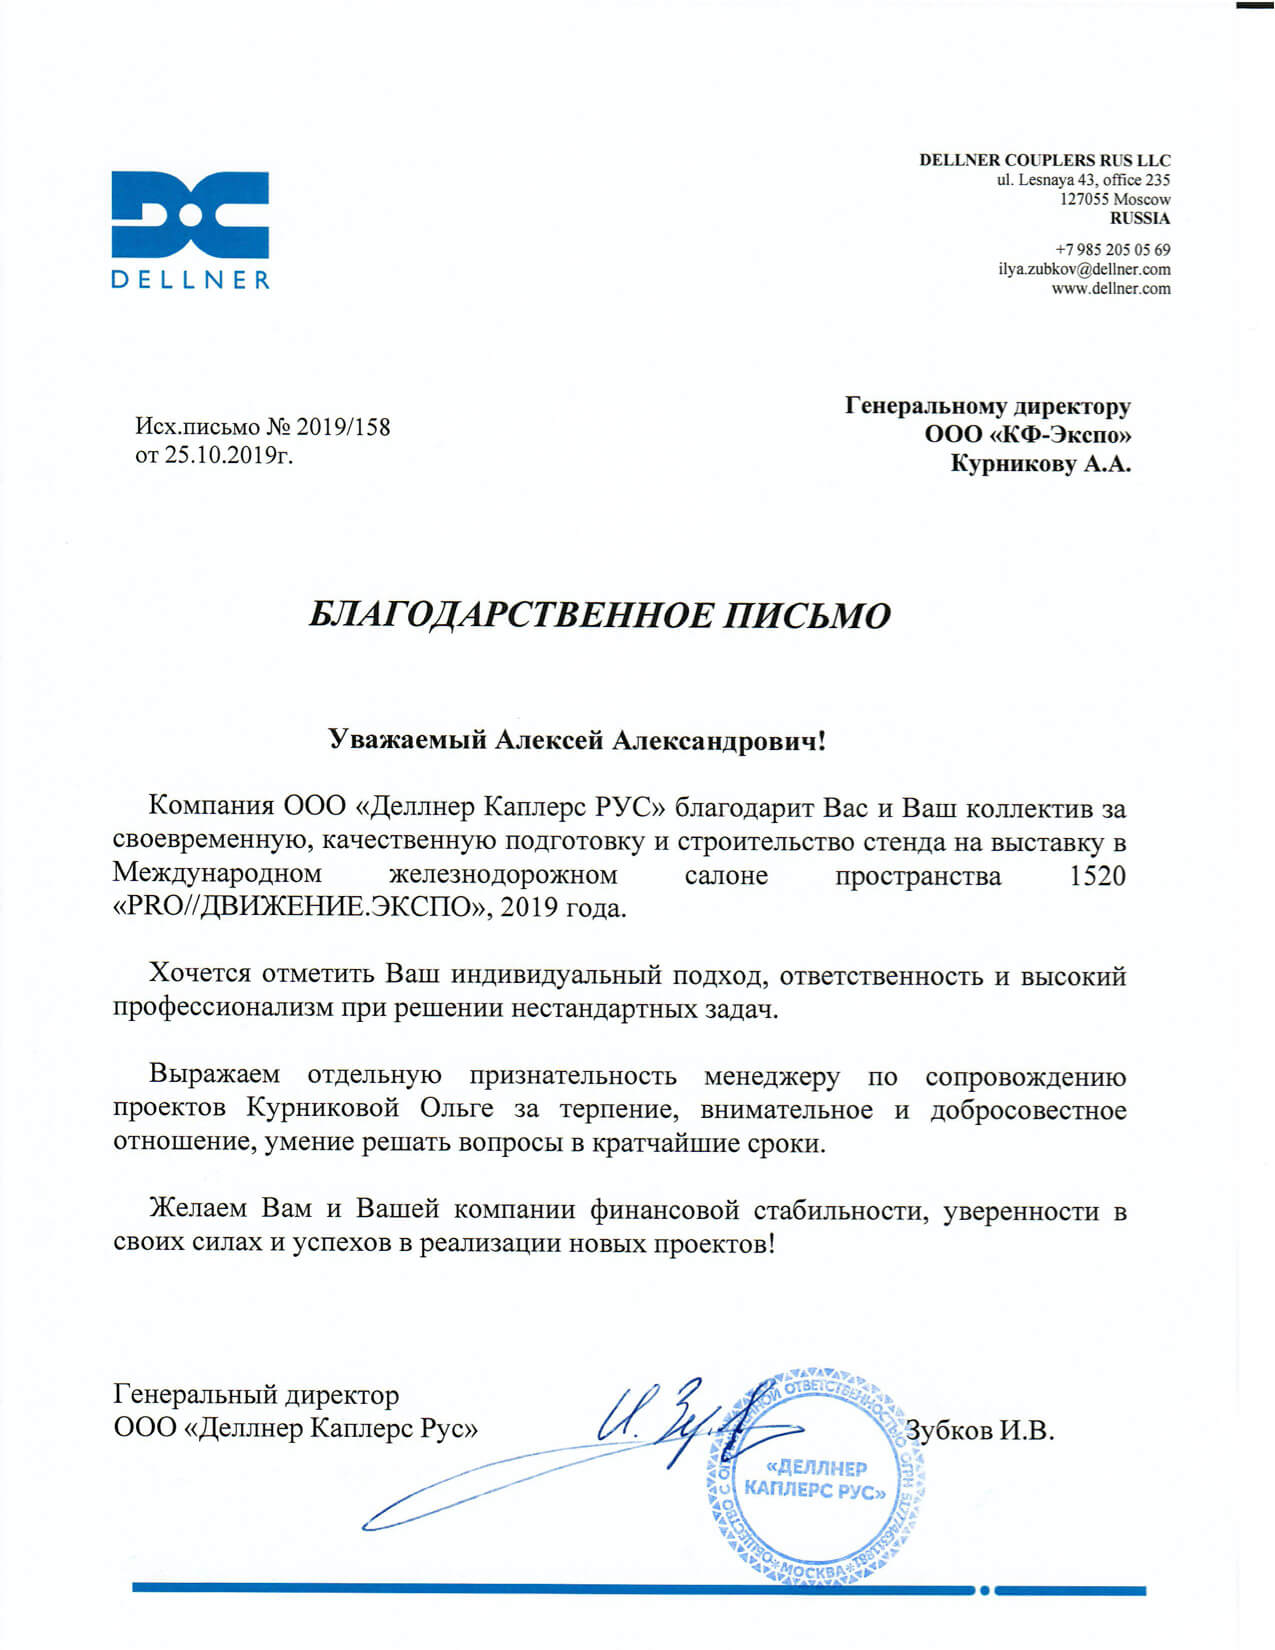 DELLNER
DELLNER COUPLERS RUS LLC
ul. Lesnaya 43, office 235
127055 Moscow
RUSSIA
+7 985 205 05 69
ilya.zubkov@dellner.com
www.dellner.com
Исх.письмо № 2019/158
от 25.10.2019г.
Генеральному директору
ООО «КФ-Экспо»
Курникову А.А.
БЛАГОДАРСТВЕННОЕ ПИСЬМО
Уважаемый Алексей Александрович!
Компания ООО «Деллнер Каплерс РУС» благодарит Вас и Ваш коллектив за
своевременную, качественную подготовку и строительство стенда на выставку в
Международном железнодорожном салоне пространства 1520
«PRO//ДВИЖЕНИЕ.ЭКСПО», 2019 года.
Хочется отметить Ваш индивидуальный подход, ответственность и высокий
профессионализм при решении нестандартных задач.
Выражаем отдельную признательность менеджеру по сопровождению
проектов Курниковой Ольге за терпение, внимательное и добросовестное
отношение, умение решать вопросы в кратчайшие сроки.
Желаем Вам и Вашей компании финансовой стабильности, уверенности в
своих силах и успехов в реализации новых проектов!
Генеральный директор
ООО «Деллнер Каплерс Рус»
Зубков И.В.
«ДЕЛЛНЕР
КАПЛЕРС РУС»
ОБЩЕСТВО С ОТВЕТСТВЕННОСТЬЮ ОГРН
МОСКВА